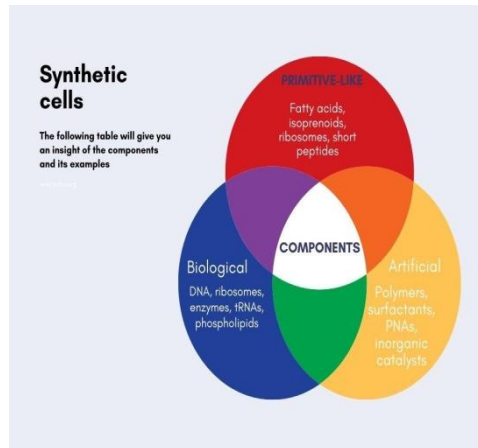 Synthetic
cells
The following table will give you
an insight of the components
and its examples
PRIMITIVE-LIKE
Fatty acids,
isoprenoids,
ribosomes, short
peptides
COMPONENTS
Biological
DNA, ribosomes,
enzymes, tRNAs,
phospholipids
Artificial
Polymers,
surfactants,
PNAs,
inorganic
catalysts